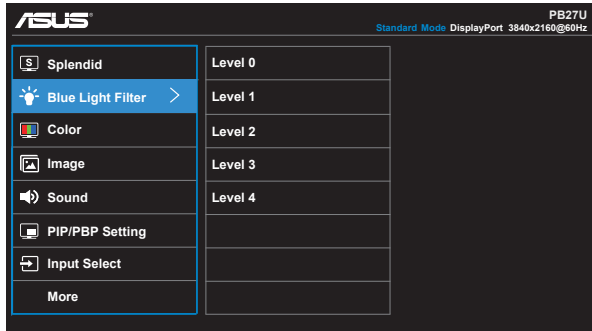 ASUS
PB27U
Standard Mode DisplayPort 3840x2160@60Hz
S Splendid
Blue Light Filter
Color
Image
Sound
PIP/PBP Setting
Input Select
More
Level 0
Level 1
Level 2
Level 3
Level 4